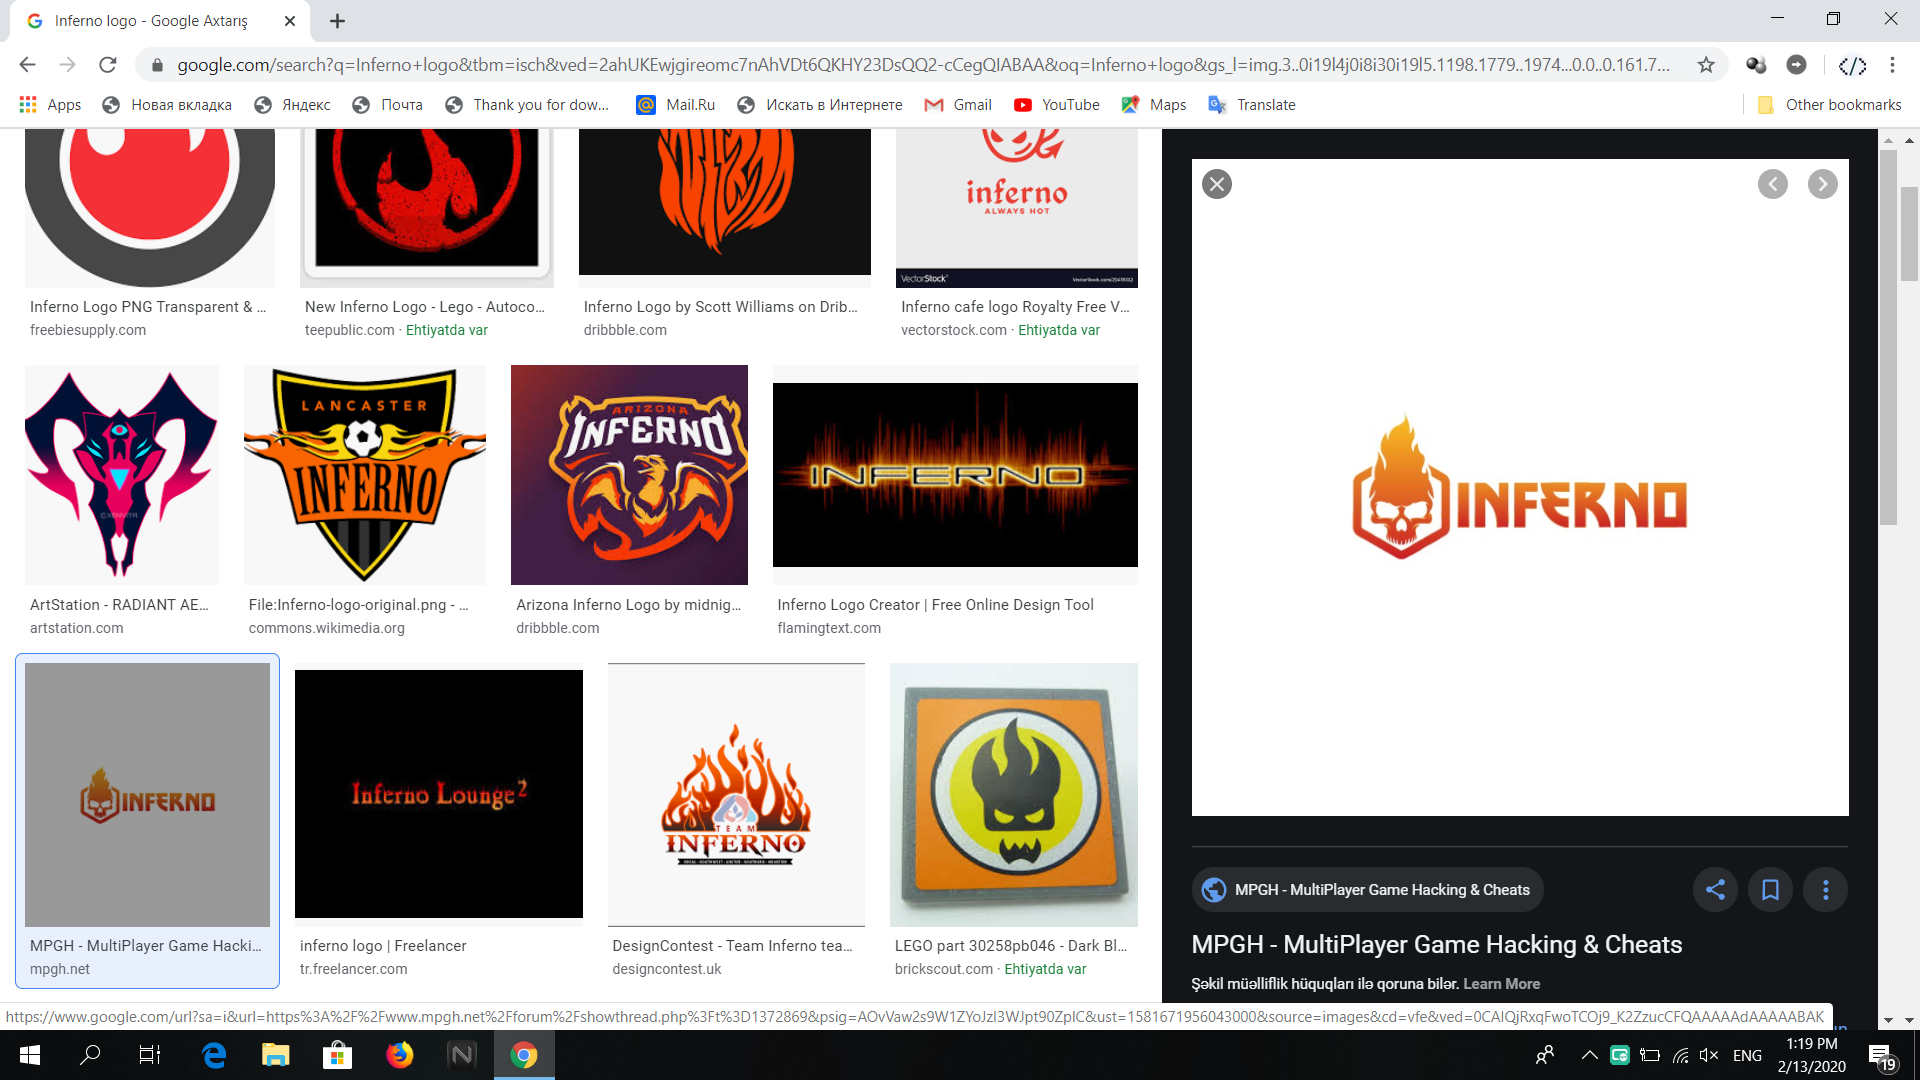 Inferno logo - Google Axtarış
google.com/search?q=Inferno+logo&tbm=isch&ved=2ahUKEwjgireomc7nAhVDt6QKHY23DsQQ2-cCegQIABAA&oq=Inferno+logo&gs_l=img.3..0i19l4j0i8i30i19l5.1198.1779..1974...0.0..0.161.7...
Apps
Новая вкладка
Яндекс
Почта
Thank you for dow...
Mail.Ru
Искать в Интернете
Gmail
YouTube
Maps
Translate
Other bookmarks
inferno
ALWAYS HOT
VectorStock
Inferno Logo PNG Transparent & ...
freebiesupply.com
New Inferno Logo - Lego - Autoco...
teepublic.com · Ehtiyatda var
Inferno Logo by Scott Williams on Drib...
dribbble.com
Inferno cafe logo Royalty Free V...
vectorstock.com · Ehtiyatda var
LANCASTER
INFERNO
ARIZONA
INFERNO
INFERNO
ArtStation - RADIANT AE...
artstation.com
File:Inferno-logo-original.png - ...
commons.wikimedia.org
Arizona Inferno Logo by midnig...
dribbble.com
Inferno Logo Creator | Free Online Design Tool
flamingtext.com
INFERNO
Inferno Lounge 2
TEAM
INFERNO
MPGH - MultiPlayer Game Hacki...
mpgh.net
inferno logo | Freelancer
tr.freelancer.com
DesignContest - Team Inferno tea...
designcontest.uk
LEGO part 30258pb046 - Dark Bl...
brickscout.com · Ehtiyatda var
INFERNO
MPGH - MultiPlayer Game Hacking & Cheats
MPGH - MultiPlayer Game Hacking & Cheats
Şəkil müəlliflik hüquqları ilə qoruna bilər. Learn More
https://www.google.com/url?sa=i&url=https%3A%2F%2Fwww.mpgh.net%2Fforum%2Fshowthread.php%3Ft%3D1372869&psig=AOvVaw2s9W1ZYoJzl3WJpt90ZplC&ust=1581671956043000&source=images&cd=vfe&ved=0CAIQjRxqFwoTCOj9_K2ZzucCFQAAAAAdAAAAABAK
ENG
1:19 PM
2/13/2020
19